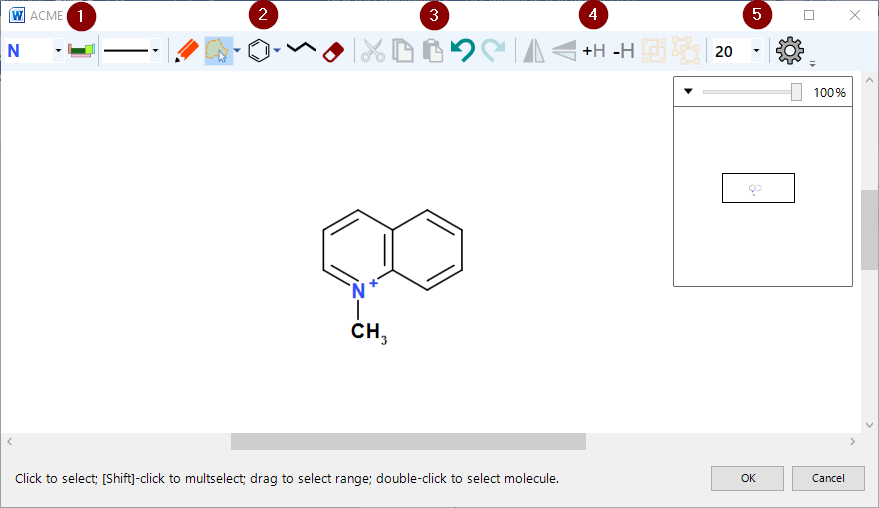 W ACME
1
2
3
4
5
N
+H
-H
20
100%
N+
CH3
Click to select; [Shift]-click to multselect; drag to select range; double-click to select molecule.
OK
Cancel